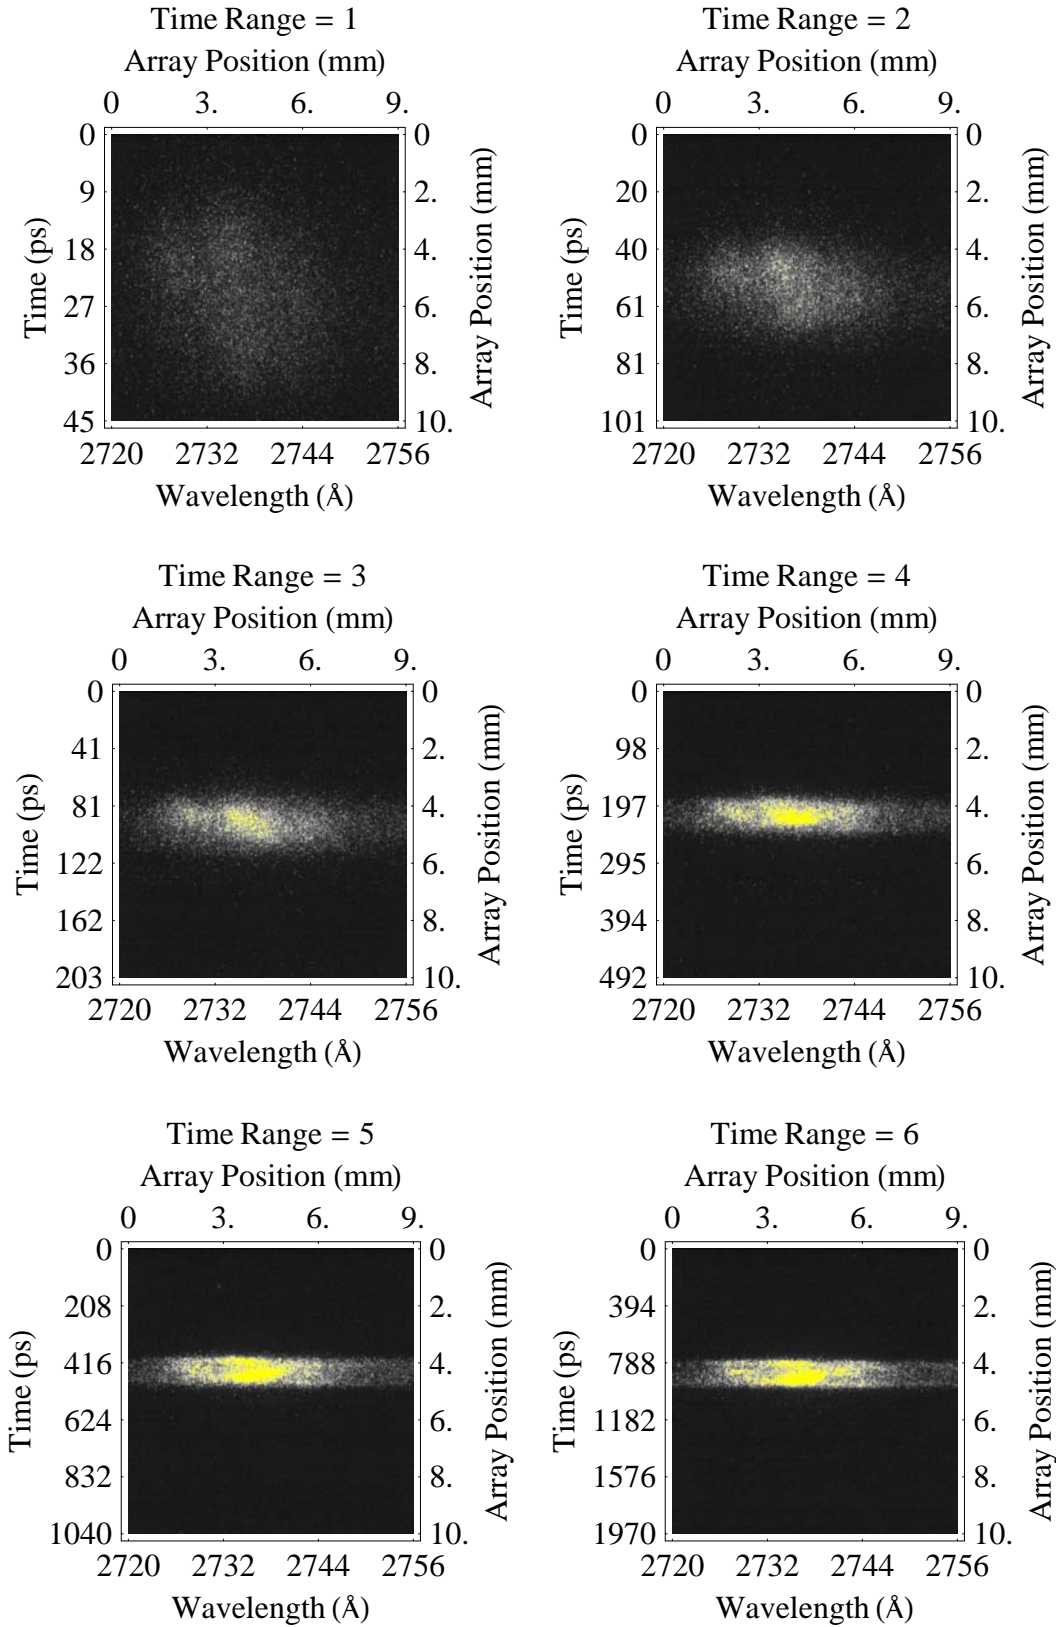 Time Range = 1
Array Position (mm)
0 3. 6. 9.
0 0
9 2.
18 4.
27 6.
36 8.
45 10.
Time (ps)
Array Position (mm)
2720 2732 2744 2756
Wavelength (Å)
Time Range = 2
Array Position (mm)
0 3. 6. 9.
0 0
20 2.
40 4.
61 6.
81 8.
101 10.
Time (ps)
Array Position (mm)
2720 2732 2744 2756
Wavelength (Å)
Time Range = 3
Array Position (mm)
0 3. 6. 9.
0 0
41 2.
81 4.
122 6.
162 8.
203 10.
Time (ps)
Array Position (mm)
2720 2732 2744 2756
Wavelength (Å)
Time Range = 4
Array Position (mm)
0 3. 6. 9.
0 0
98 2.
197 4.
295 6.
394 8.
492 10.
Time (ps)
Array Position (mm)
2720 2732 2744 2756
Wavelength (Å)
Time Range = 5
Array Position (mm)
0 3. 6. 9.
0 0
208 2.
416 4.
624 6.
832 8.
1040 10.
Time (ps)
Array Position (mm)
2720 2732 2744 2756
Wavelength (Å)
Time Range = 6
Array Position (mm)
0 3. 6. 9.
0 0
394 2.
788 4.
1182 6.
1576 8.
1970 10.
Time (ps)
Array Position (mm)
2720 2732 2744 2756
Wavelength (Å)